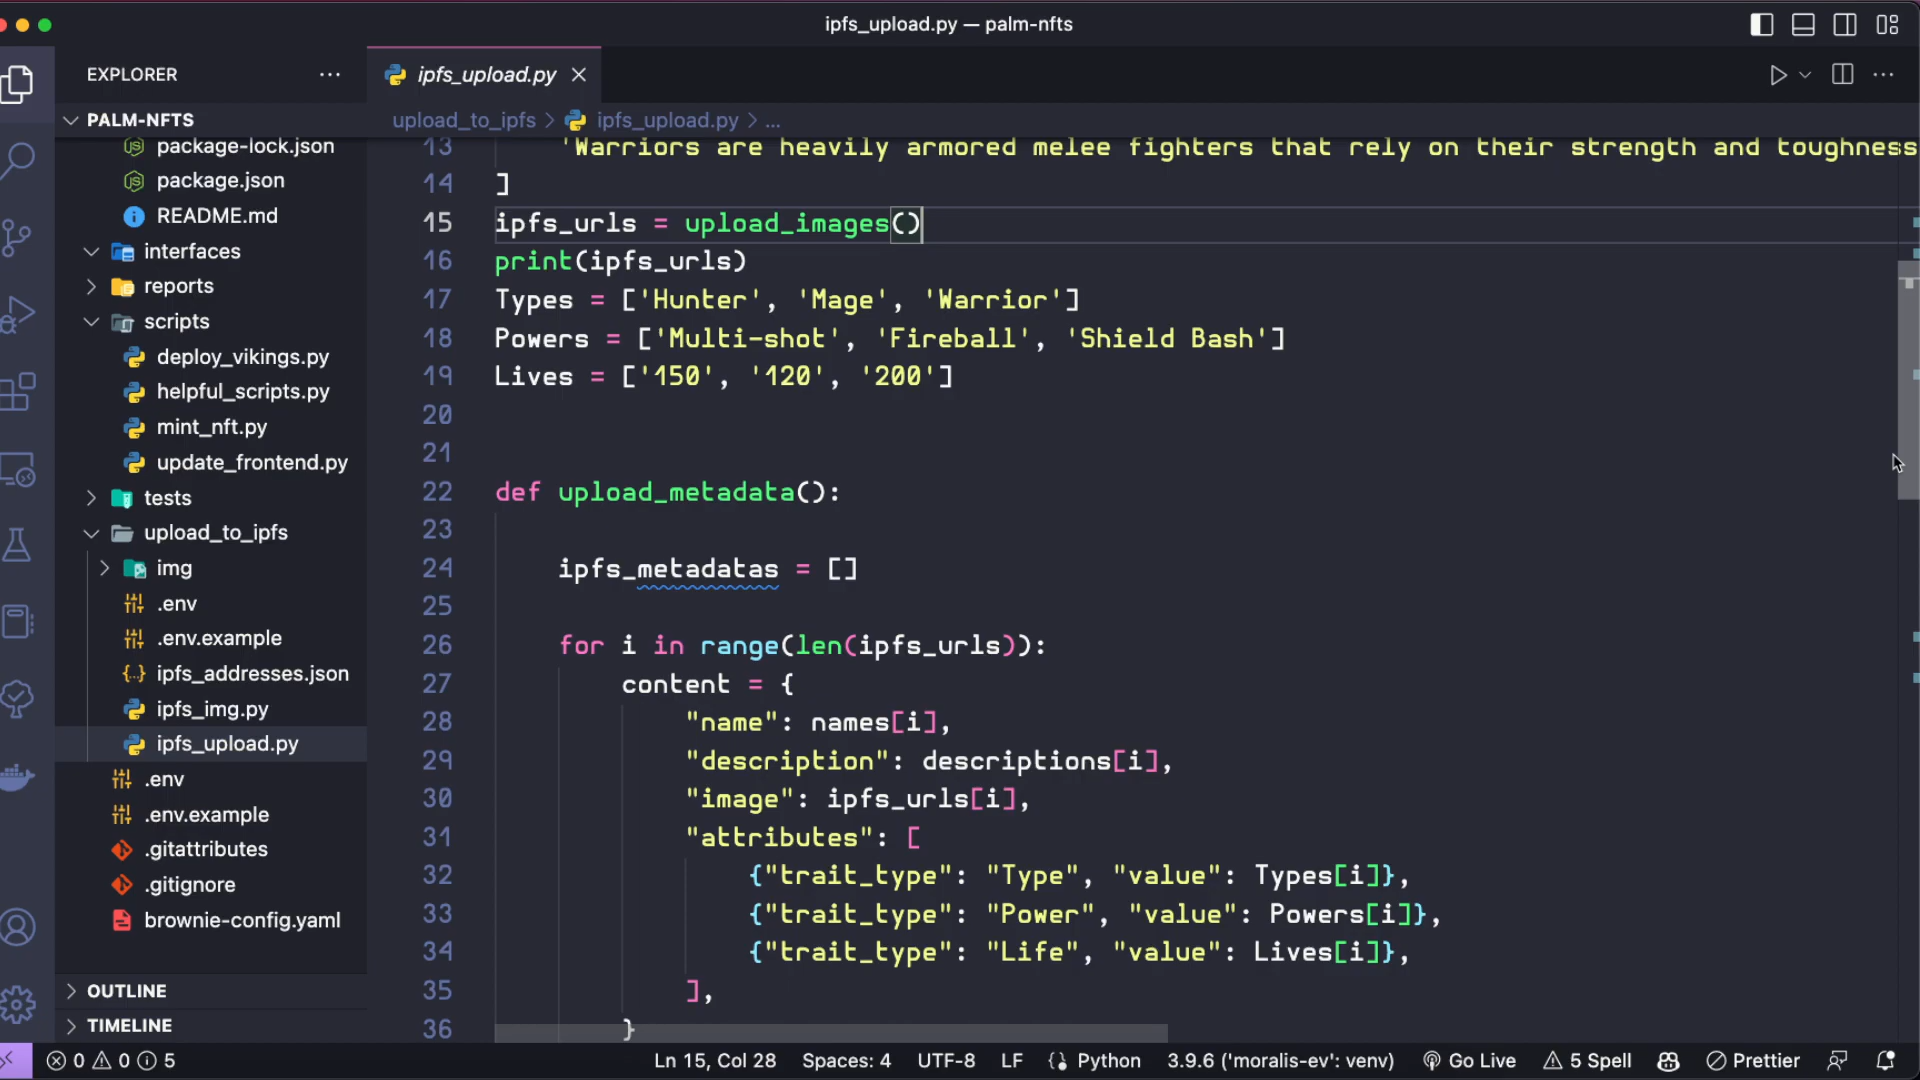 ipfs_upload.py — palm-nfts
EXPLORER
ipfs_upload.py
PALM-NFTS
upload_to_ipfs > ipfs_upload.py > ...
package-lock.json
package.json
README.md
interfaces
reports
scripts
deploy_vikings.py
helpful_scripts.py
mint_nft.py
update_frontend.py
tests
upload_to_ipfs
img
.env
.env.example
ipfs_addresses.json
ipfs_img.py
ipfs_upload.py
.env
.env.example
.gitattributes
.gitignore
brownie-config.yaml
OUTLINE
TIMELINE
13 'Warriors are heavily armored melee fighters that rely on their strength and toughness
14 ]
15 ipfs_urls = upload_images()
16 print(ipfs_urls)
17 Types = ['Hunter', 'Mage', 'Warrior']
18 Powers = ['Multi-shot', 'Fireball', 'Shield Bash']
19 Lives = ['150', '120', '200']
20
21
22 def upload_metadata():
23
24 ipfs_metadatas = []
25
26 for i in range(len(ipfs_urls)):
27 content = {
28 "name": names[i],
29 "description": descriptions[i],
30 "image": ipfs_urls[i],
31 "attributes": [
32 {"trait_type": "Type", "value": Types[i]},
33 {"trait_type": "Power", "value": Powers[i]},
34 {"trait_type": "Life", "value": Lives[i]},
35 ],
36 }
0 0 5 Ln 15, Col 28 Spaces: 4 UTF-8 LF Python 3.9.6 ('moralis-ev': venv) Go Live 5 Spell Prettier